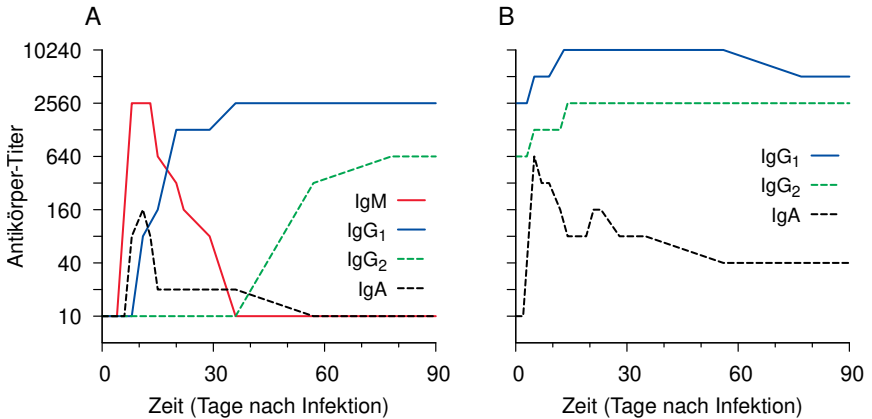 A
B
Antikörper-Titer
10240
2560
640
160
40
10
IgM
IgG1
IgG2
IgA
0
30
60
90
Zeit (Tage nach Infektion)
IgG1
IgG2
IgA
0
30
60
90
Zeit (Tage nach Infektion)